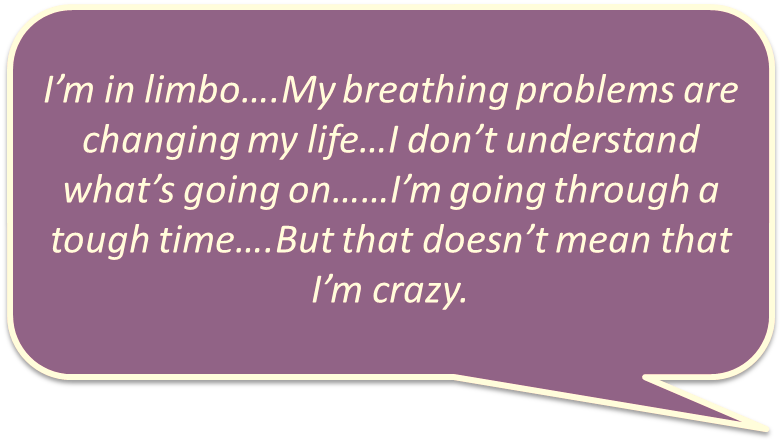 I’m in limbo….My breathing problems are
changing my life…I don’t understand
what’s going on……I’m going through a
tough time….But that doesn’t mean that
I’m crazy.